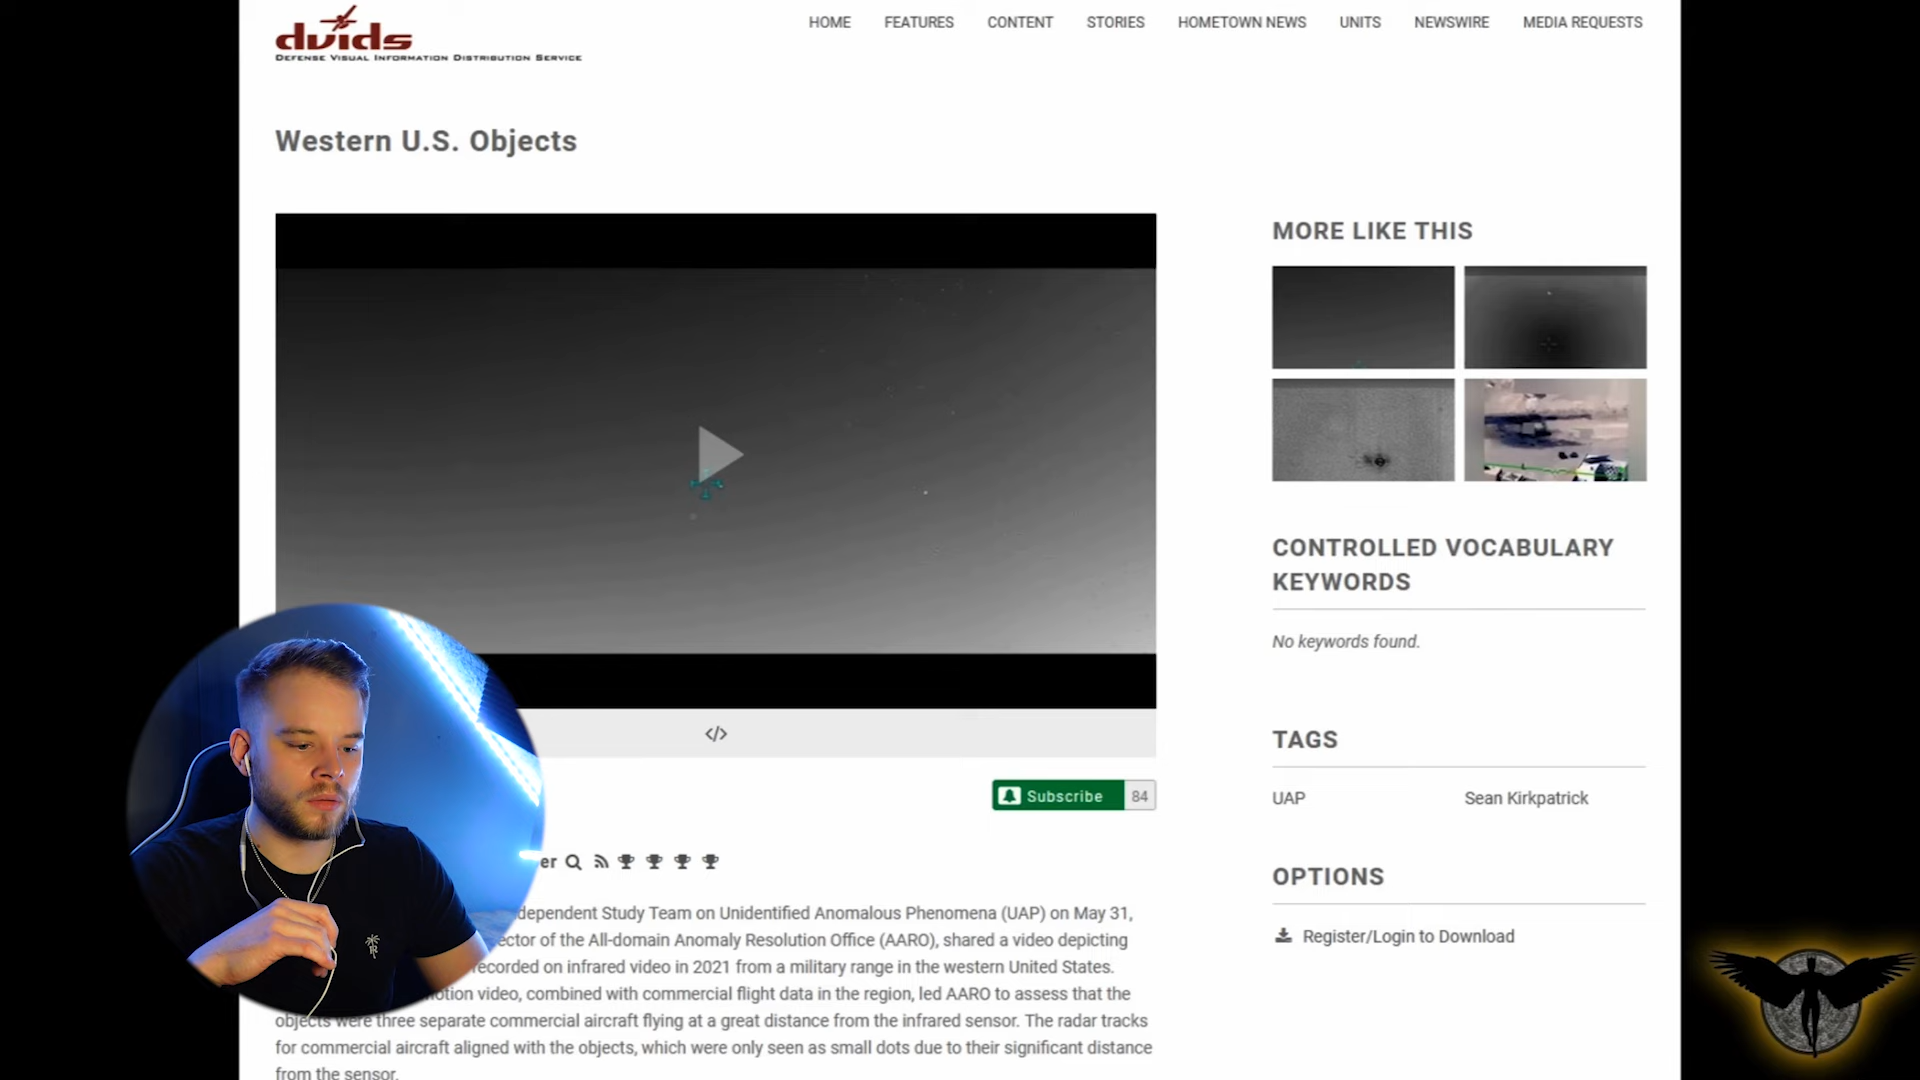 dvids
DEFENSE VISUAL INFORMATION DISTRIBUTION SERVICE
HOME FEATURES CONTENT STORIES HOMETOWN NEWS UNITS NEWSWIRE MEDIA REQUESTS
Western U.S. Objects
MORE LIKE THIS
CONTROLLED VOCABULARY
KEYWORDS
No keywords found.
TAGS
UAP Sean Kirkpatrick
OPTIONS
Register/Login to Download
</>
Subscribe 84
er
dependent Study Team on Unidentified Anomalous Phenomena (UAP) on May 31,
ector of the All-domain Anomaly Resolution Office (AARO), shared a video depicting
recorded on infrared video in 2021 from a military range in the western United States.
otion video, combined with commercial flight data in the region, led AARO to assess that the
objects were three separate commercial aircraft flying at a great distance from the infrared sensor. The radar tracks
for commercial aircraft aligned with the objects, which were only seen as small dots due to their significant distance
from the sensor.